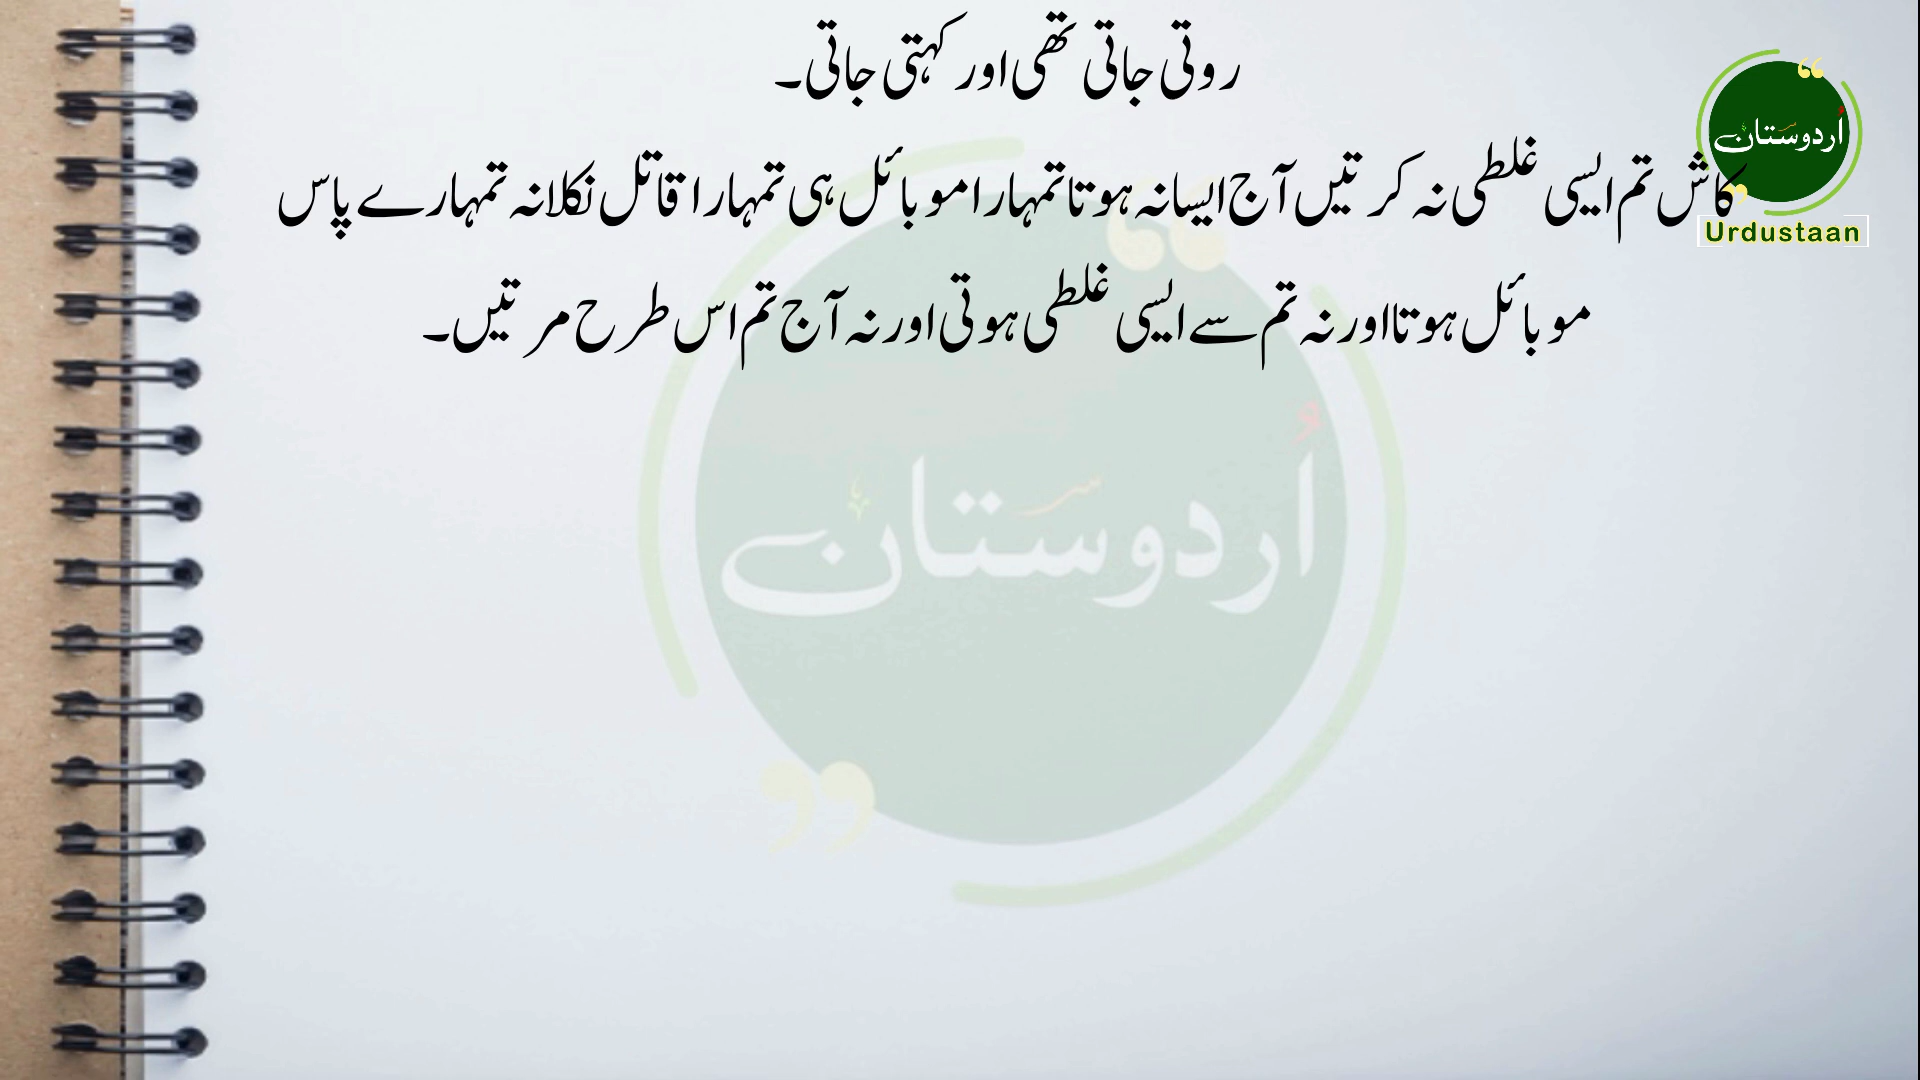 روتی جاتی تھی اور کہتی جاتی۔
کاش تم ایسی غلطی نہ کرتیں آج ایسا نہ ہوتا تمہارا موبائل ہی تمہارا قاتل نکلا نہ تمہارے پاس
موبائل ہوتا اور نہ تم سے ایسی غلطی ہوتی اور نہ آج تم اس طرح مرتیں۔
اُردوستان
Urdustaan
اُردوستان